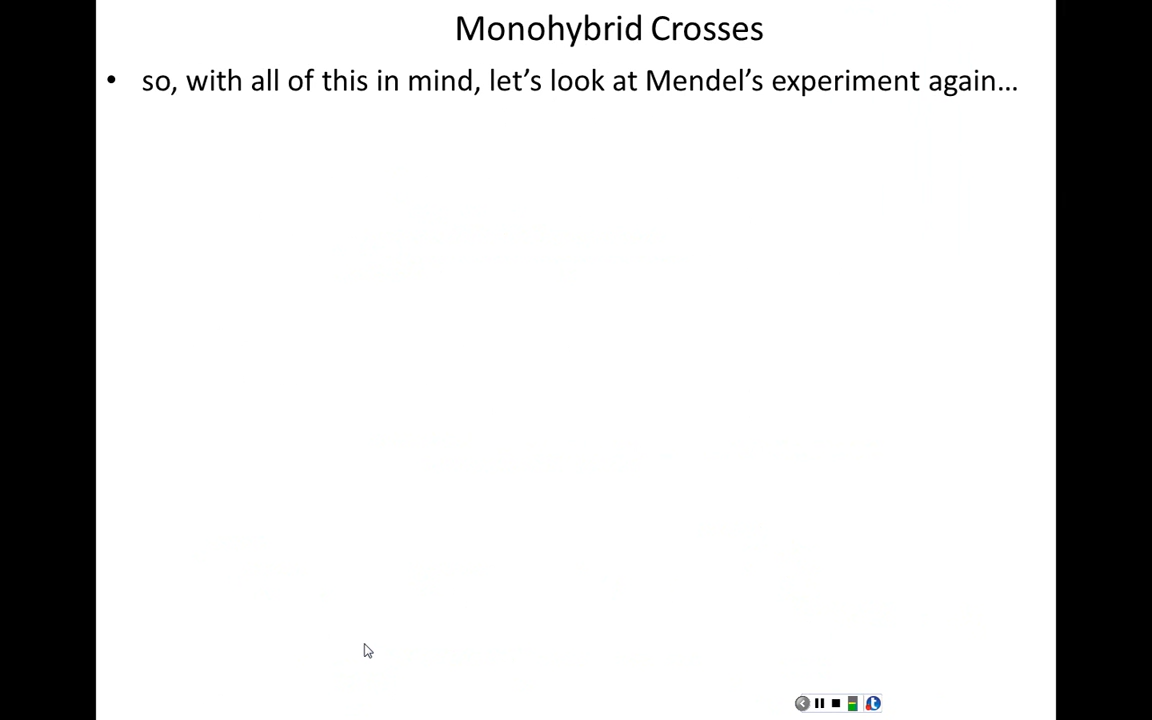 Monohybrid Crosses
• so, with all of this in mind, let’s look at Mendel’s experiment again…